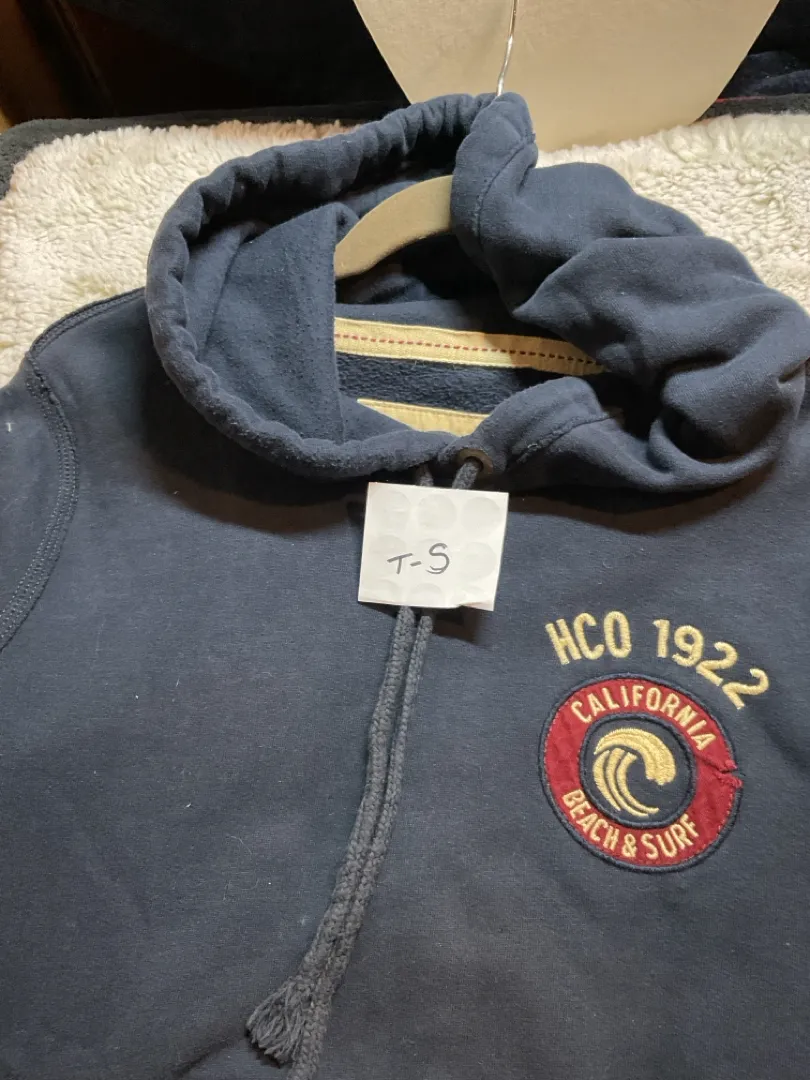 T-S
HCO 1922
CALIFORNIA
BEACH & SURF